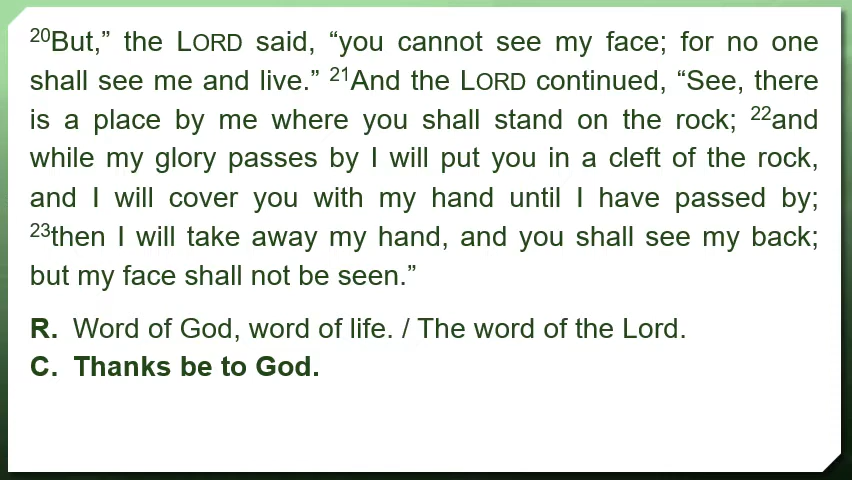 ²⁰But,” the LORD said, “you cannot see my face; for no one
shall see me and live.” ²¹And the LORD continued, “See, there
is a place by me where you shall stand on the rock; ²²and
while my glory passes by I will put you in a cleft of the rock,
and I will cover you with my hand until I have passed by;
²³then I will take away my hand, and you shall see my back;
but my face shall not be seen.”
R. Word of God, word of life. / The word of the Lord.
C. Thanks be to God.